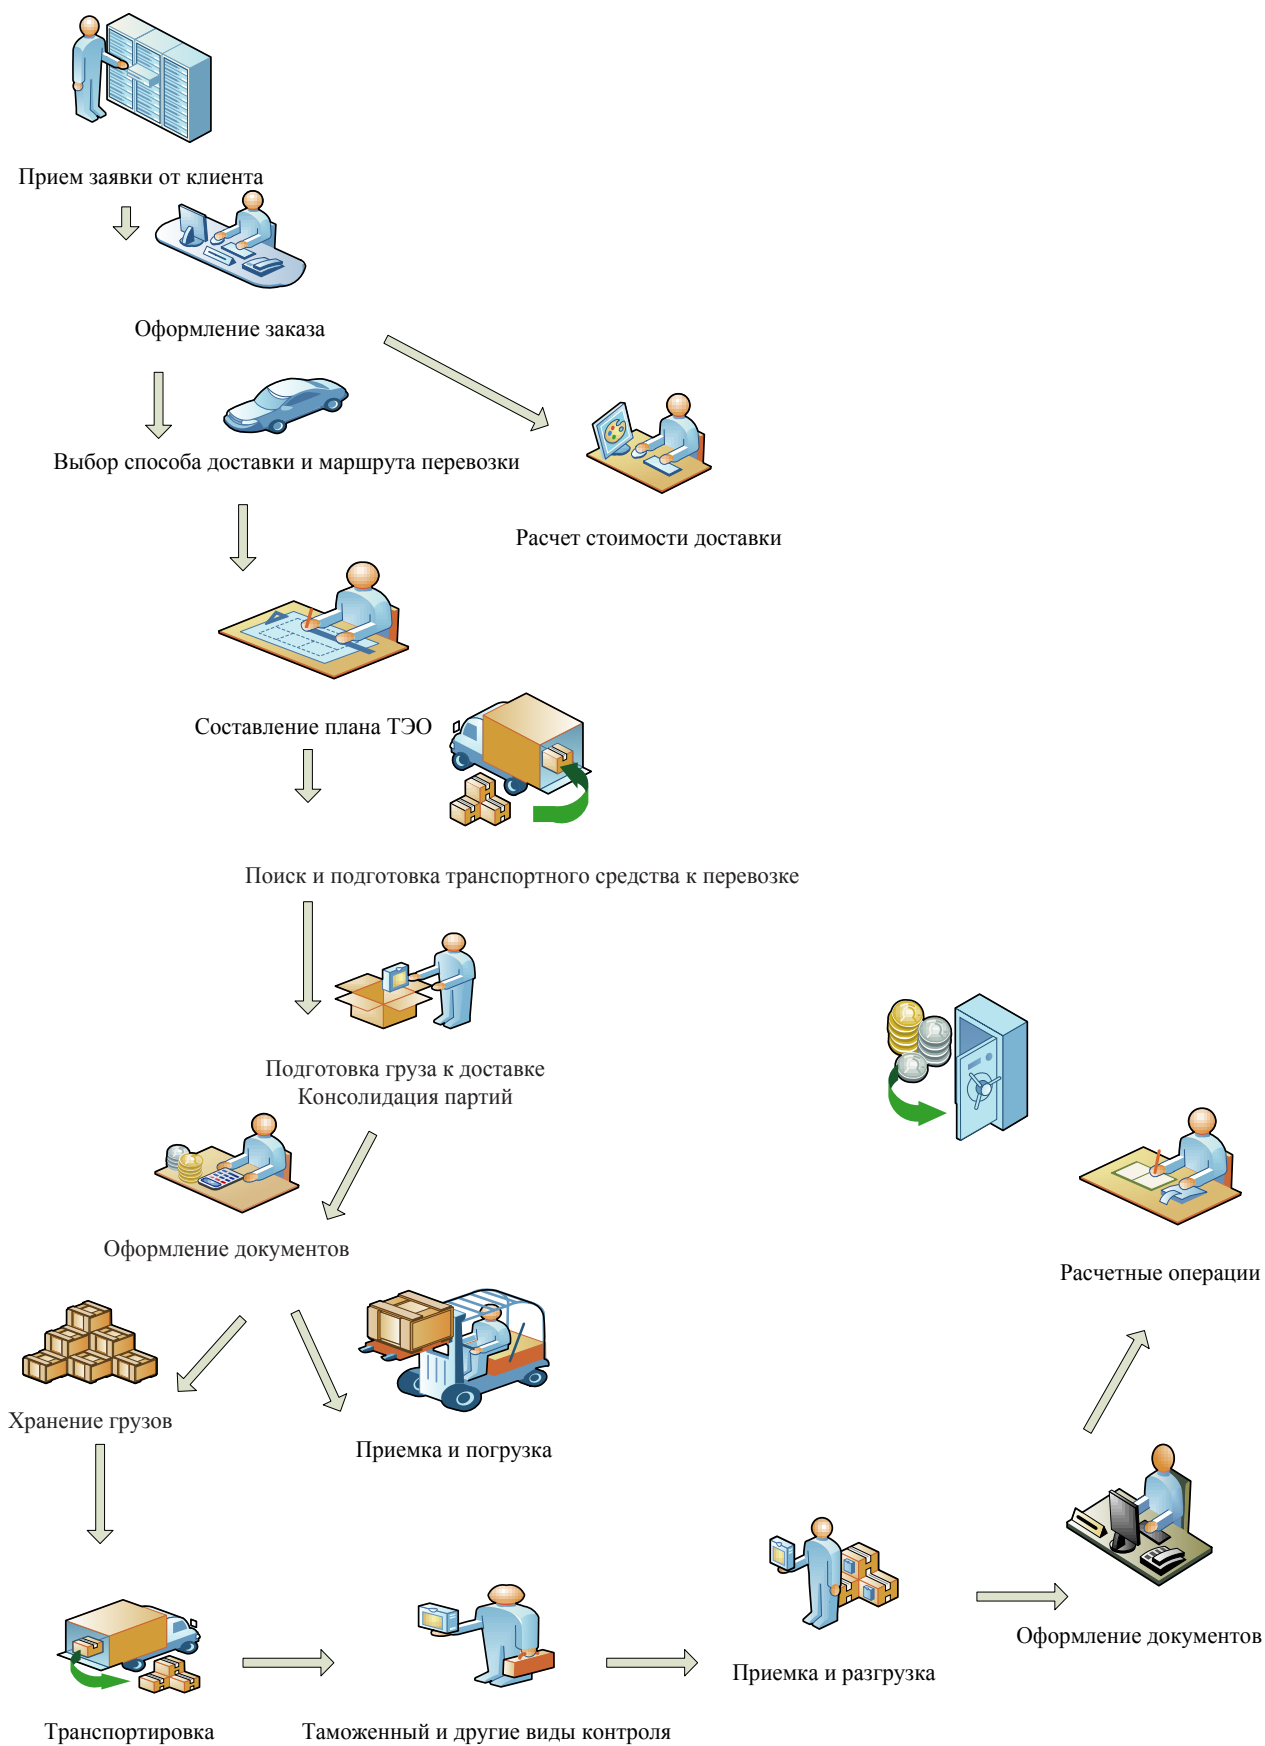 Прием заявки от клиента
Оформление заказа
Выбор способа доставки и маршрута перевозки
Расчет стоимости доставки
Составление плана ТЭО
Поиск и подготовка транспортного средства к перевозке
Подготовка груза к доставке
Консолидация партий
Оформление документов
Расчетные операции
Хранение грузов
Приемка и погрузка
Оформление документов
Приемка и разгрузка
Транспортировка
Таможенный и другие виды контроля